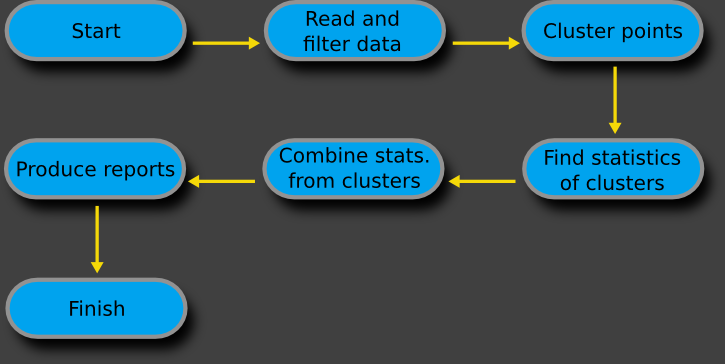 Start
Read and
filter data
Cluster points
Find statistics
of clusters
Combine stats.
from clusters
Produce reports
Finish